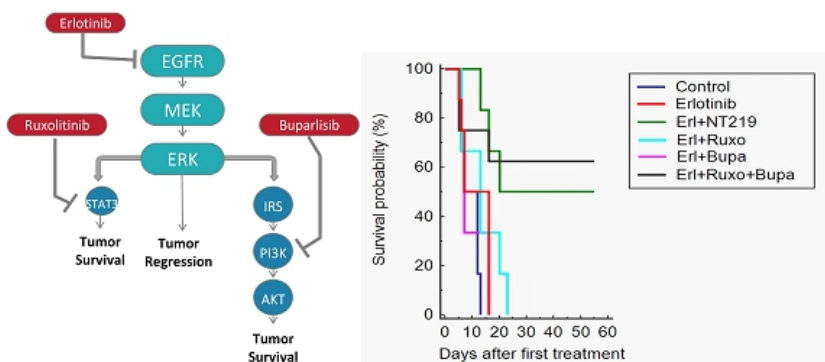 Erlotinib
EGFR
MEK
Ruxolitinib
Buparlisib
ERK
STAT3
IRS
Tumor
Survival
Tumor
Regression
PI3K
AKT
Tumor
Survival
Survival probability (%)
100
80
60
40
20
0
0 10 20 30 40 50 60
Days after first treatment
Control
Erlotinib
Erl+NT219
Erl+Ruxo
Erl+Bupa
Erl+Ruxo+Bupa